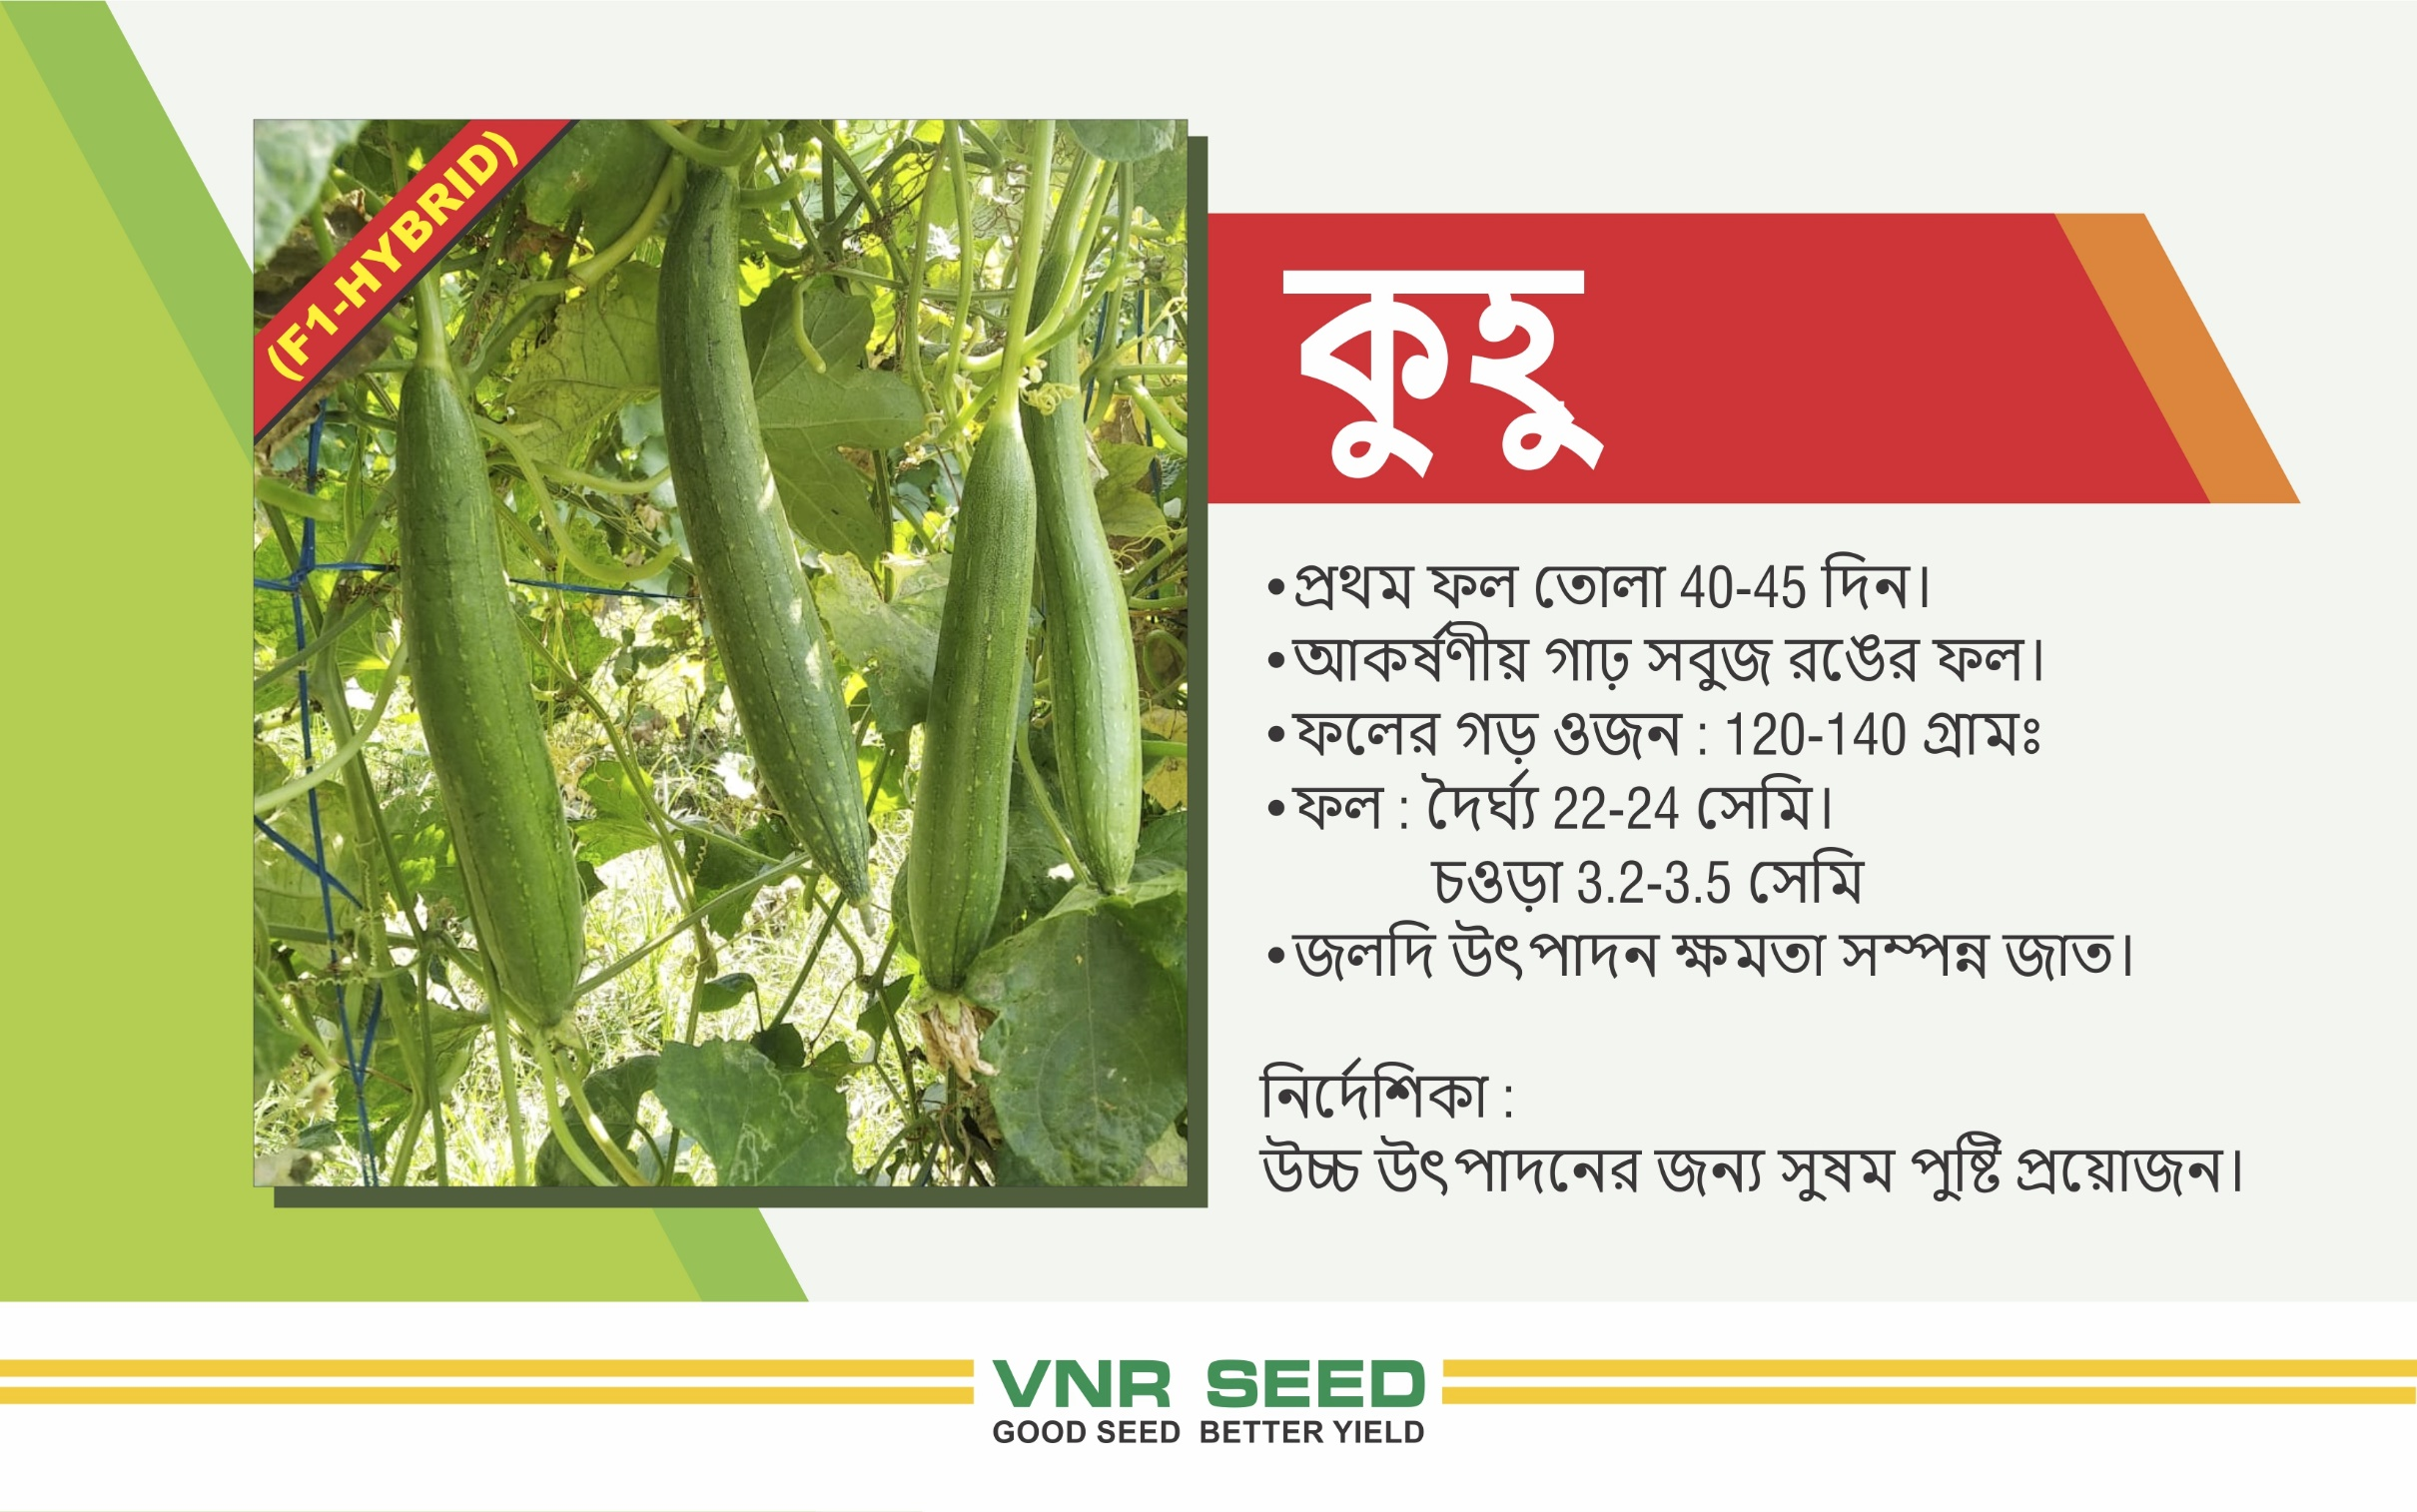 (F1-HYBRID)
কুহু
•প্রথম ফল তোলা 40-45 দিন।
•আকর্ষণীয় গাঢ় সবুজ রঙের ফল।
•ফলের গড় ওজন : 120-140 গ্রামঃ
•ফল : দৈর্ঘ্য 22-24 সেমি।
চওড়া 3.2-3.5 সেমি
•জলদি উৎপাদন ক্ষমতা সম্পন্ন জাত।
নির্দেশিকা :
উচ্চ উৎপাদনের জন্য সুষম পুষ্টি প্রয়োজন।
VNR SEED
GOOD SEED BETTER YIELD